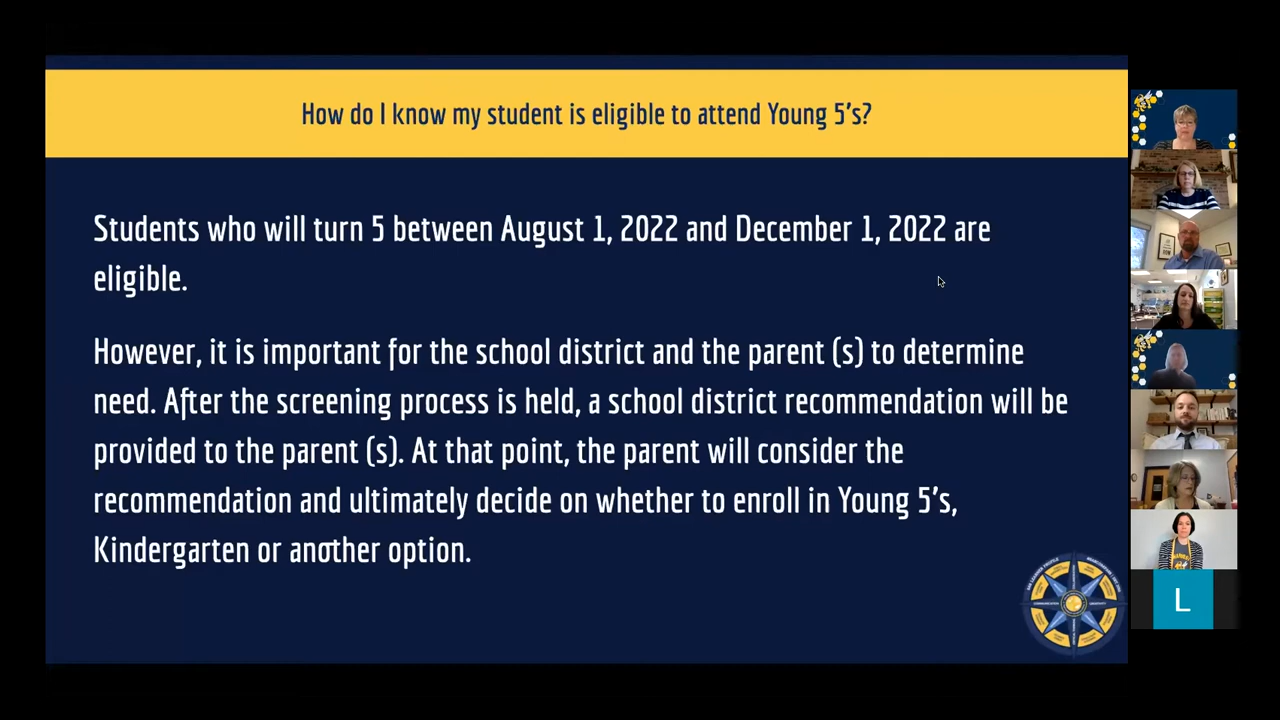 How do I know my student is eligible to attend Young 5's?
Students who will turn 5 between August 1, 2022 and December 1, 2022 are
eligible.
However, it is important for the school district and the parent (s) to determine
need. After the screening process is held, a school district recommendation will be
provided to the parent (s). At that point, the parent will consider the
recommendation and ultimately decide on whether to enroll in Young 5's,
Kindergarten or another option.
L